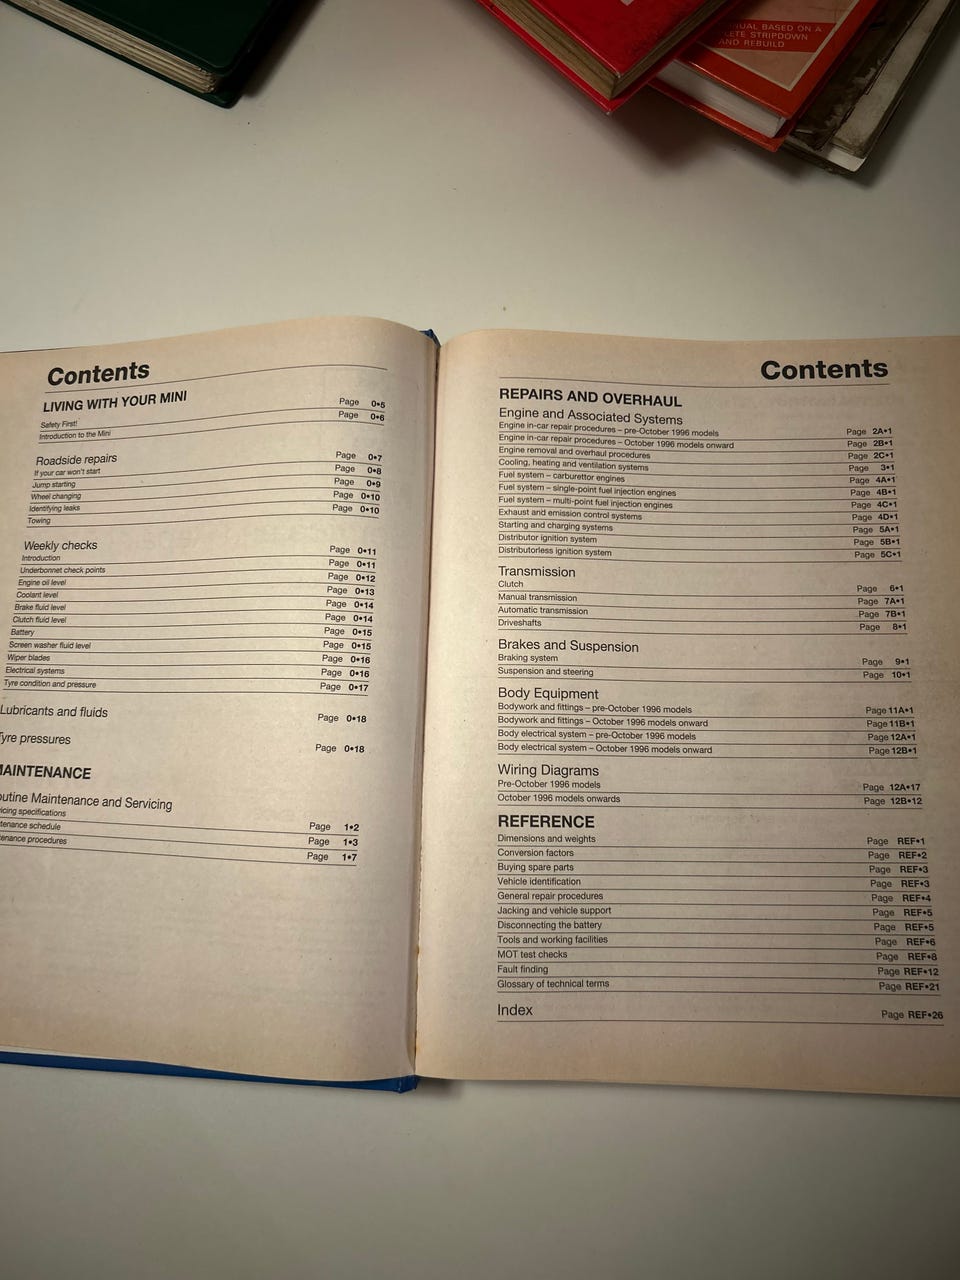 NUAL BASED ON A
ETE STRIPDOWN
AND REBUILD
Contents
LIVING WITH YOUR MINI
Safety First! Page 0•5
Introduction to the Mini Page 0•6
Roadside repairs
If your car won't start Page 0•7
Jump starting Page 0•8
Wheel changing Page 0•9
Identifying leaks Page 0•10
Towing Page 0•10
Weekly checks
Introduction Page 0•11
Underbonnet check points Page 0•11
Engine oil level Page 0•12
Coolant level Page 0•13
Brake fluid level Page 0•14
Clutch fluid level Page 0•14
Battery Page 0•15
Screen washer fluid level Page 0•15
Wiper blades Page 0•16
Electrical systems Page 0•16
Tyre condition and pressure Page 0•17
Lubricants and fluids Page 0•18
Tyre pressures Page 0•18
MAINTENANCE
outine Maintenance and Servicing
icing specifications Page 1•2
tenance schedule Page 1•3
enance procedures Page 1•7
Contents
REPAIRS AND OVERHAUL
Engine and Associated Systems
Engine in-car repair procedures – pre-October 1996 models Page 2A•1
Engine in-car repair procedures – October 1996 models onward Page 2B•1
Engine removal and overhaul procedures Page 2C•1
Cooling, heating and ventilation systems Page 3•1
Fuel system – carburettor engines Page 4A•1
Fuel system – single-point fuel injection engines Page 4B•1
Fuel system – multi-point fuel injection engines Page 4C•1
Exhaust and emission control systems Page 4D•1
Starting and charging systems Page 5A•1
Distributor ignition system Page 5B•1
Distributorless ignition system Page 5C•1
Transmission
Clutch Page 6•1
Manual transmission Page 7A•1
Automatic transmission Page 7B•1
Driveshafts Page 8•1
Brakes and Suspension
Braking system Page 9•1
Suspension and steering Page 10•1
Body Equipment
Bodywork and fittings – pre-October 1996 models Page 11A•1
Bodywork and fittings – October 1996 models onward Page 11B•1
Body electrical system – pre-October 1996 models Page 12A•1
Body electrical system – October 1996 models onward Page 12B•1
Wiring Diagrams
Pre-October 1996 models Page 12A•17
October 1996 models onwards Page 12B•12
REFERENCE
Dimensions and weights Page REF•1
Conversion factors Page REF•2
Buying spare parts Page REF•3
Vehicle identification Page REF•3
General repair procedures Page REF•4
Jacking and vehicle support Page REF•5
Disconnecting the battery Page REF•5
Tools and working facilities Page REF•6
MOT test checks Page REF•8
Fault finding Page REF•12
Glossary of technical terms Page REF•21
Index Page REF•26